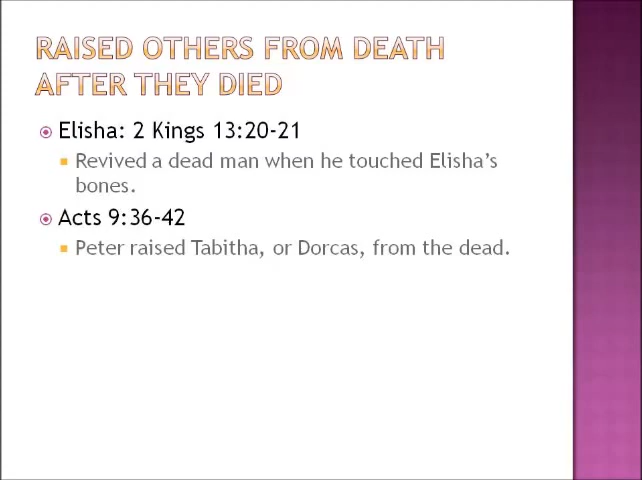 RAISED OTHERS FROM DEATH
AFTER THEY DIED
Elisha: 2 Kings 13:20-21
Revived a dead man when he touched Elisha's
bones.
Acts 9:36-42
Peter raised Tabitha, or Dorcas, from the dead.